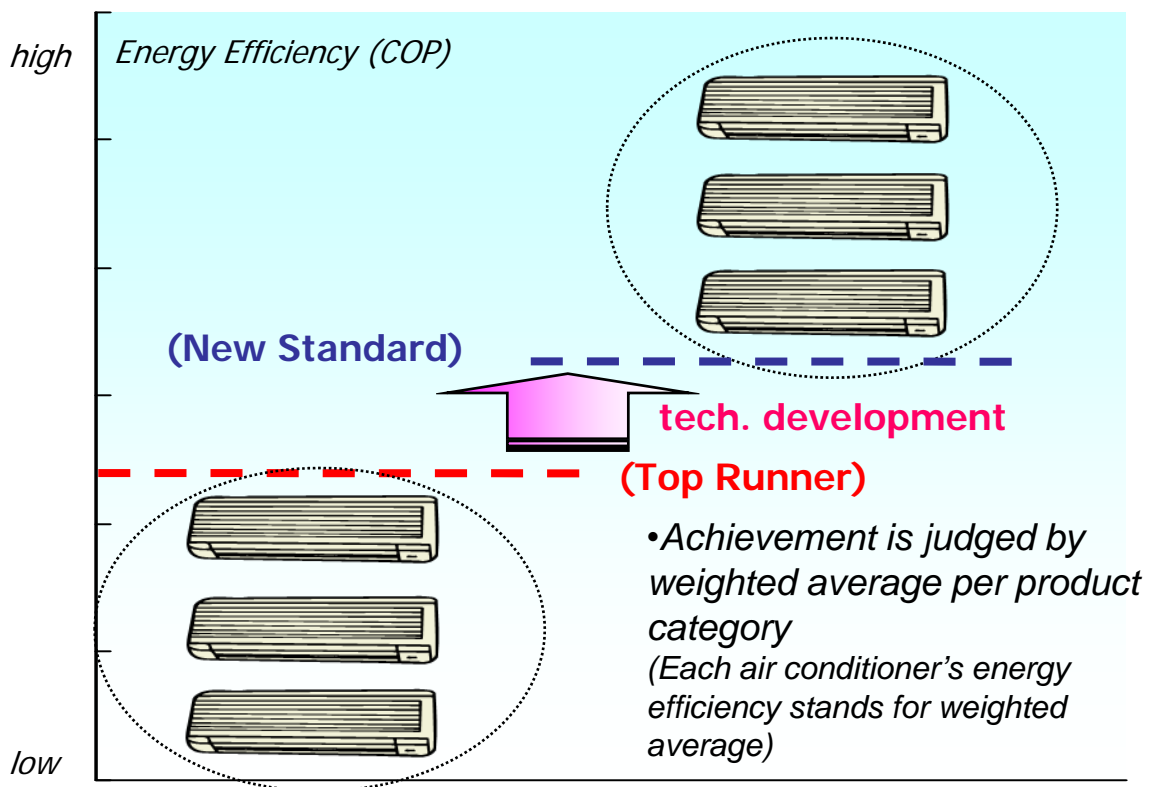 high
Energy Efficiency (COP)
(New Standard)
tech. development
(Top Runner)
•Achievement is judged by
weighted average per product
category
(Each air conditioner’s energy
efficiency stands for weighted
average)
low